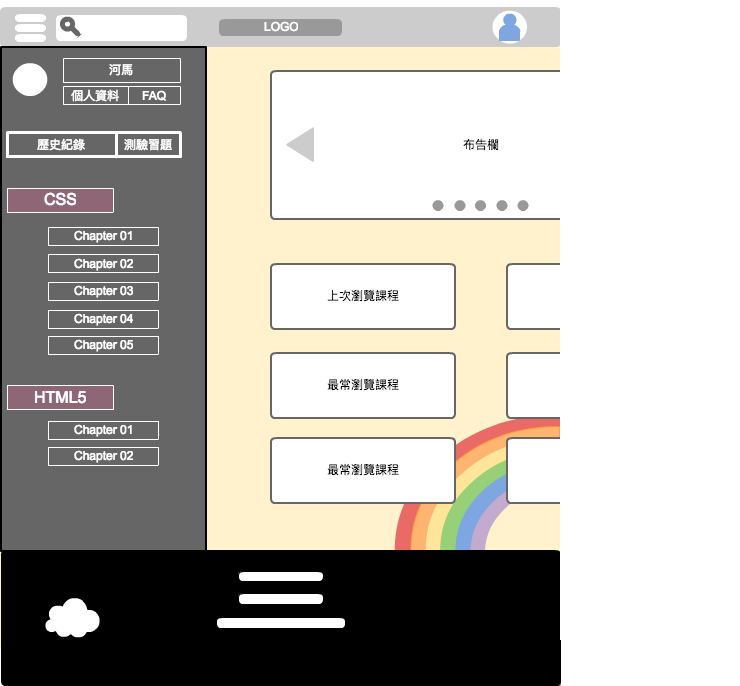 LOGO
河馬
個人資料 FAQ
歷史紀錄 測驗習題
CSS
Chapter 01
Chapter 02
Chapter 03
Chapter 04
Chapter 05
HTML5
Chapter 01
Chapter 02
布告欄
上次瀏覽課程
最常瀏覽課程
最常瀏覽課程